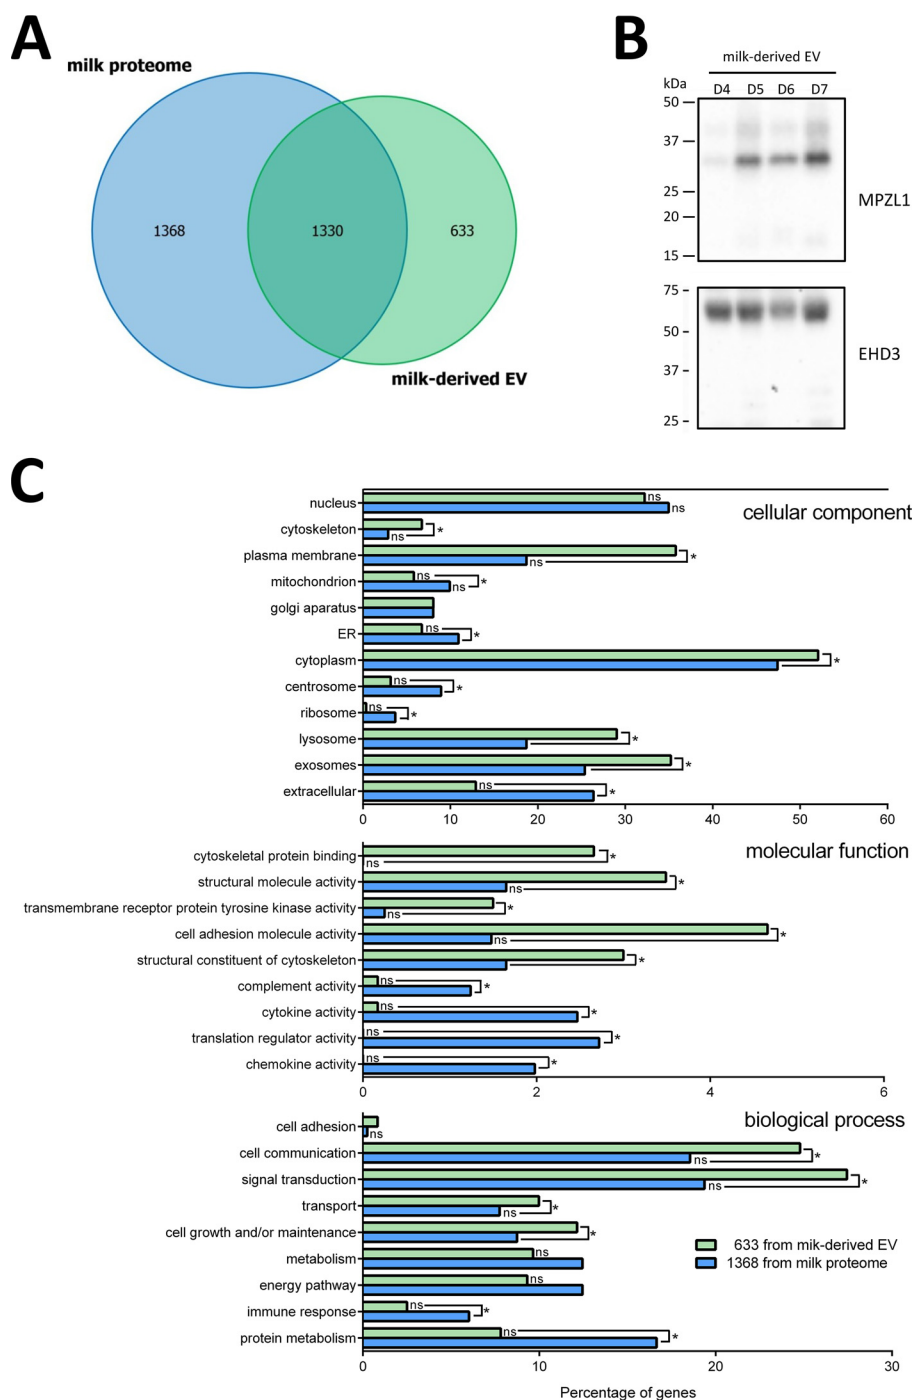 A
milk proteome
1368
1330
633
milk-derived EV
B
milk-derived EV
kDa
D4 D5 D6 D7
50
37
25
20
15
MPZL1
75
50
37
25
EHD3
C
cellular component
nucleus ns ns
cytoskeleton ns *
plasma membrane ns *
mitochondrion ns ns *
golgi aparatus
ER ns *
cytoplasm *
centrosome ns *
ribosome ns *
lysosome *
exosomes *
extracellular ns *
0 10 20 30 40 50 60
molecular function
cytoskeletal protein binding ns *
structural molecule activity ns *
transmembrane receptor protein tyrosine kinase activity ns *
cell adhesion molecule activity ns *
structural constituent of cytoskeleton *
complement activity ns *
cytokine activity ns *
translation regulator activity ns *
chemokine activity ns *
0 2 4 6
biological process
cell adhesion ns
cell communication ns *
signal transduction ns *
transport ns *
cell growth and/or maintenance *
metabolism ns
energy pathway ns
immune response ns *
protein metabolism ns *
633 from mik-derived EV
1368 from milk proteome
0 10 20 30
Percentage of genes